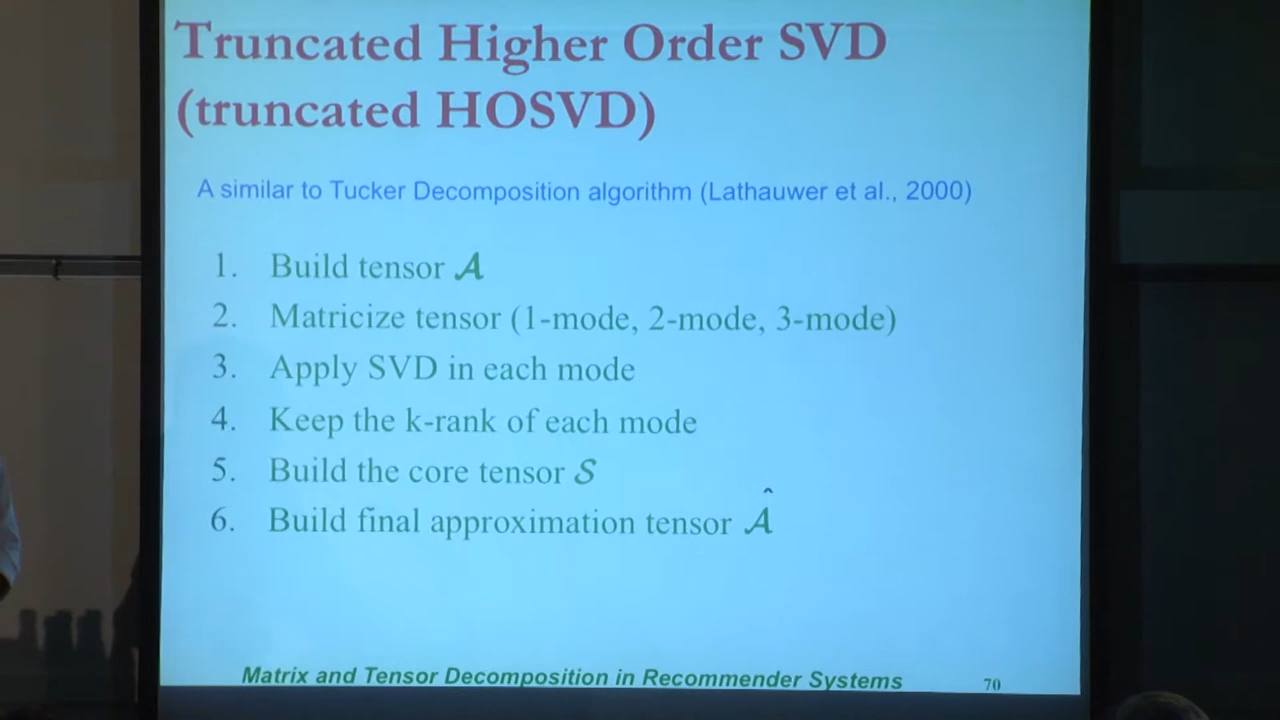 Truncated Higher Order SVD
(truncated HOSVD)
A similar to Tucker Decomposition algorithm (Lathauwer et al., 2000)
1. Build tensor 𝒜
2. Matricize tensor (1-mode, 2-mode, 3-mode)
3. Apply SVD in each mode
4. Keep the k-rank of each mode
5. Build the core tensor 𝒮
6. Build final approximation tensor 𝒜̂
Matrix and Tensor Decomposition in Recommender Systems 70